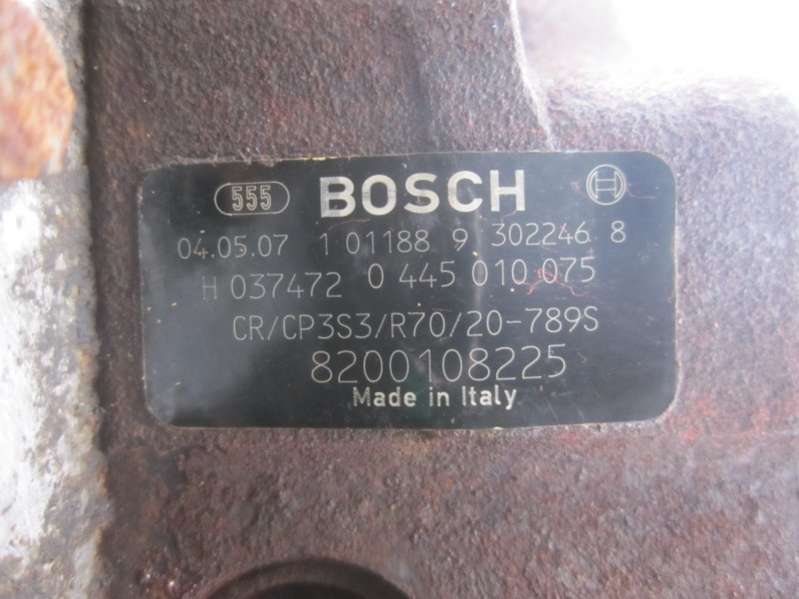 555 BOSCH
04.05.07 1 01188 9 302246 8
H 037472 0 445 010 075
CR/CP3S3/R70/20-789S
8200108225
Made in Italy